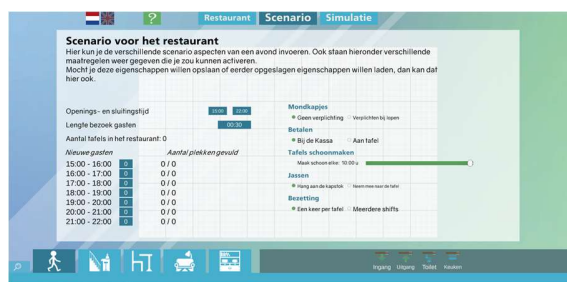 ?
Restaurant Scenario Simulatie
Scenario voor het restaurant
Hier kun je de verschillende scenario aspecten van een avond invoeren. Ook staan hieronder verschillende
maatregelen weer gegeven die je zou kunnen activeren.
Mocht je deze eigenschappen willen opslaan of eerder opgeslagen eigenschappen willen laden, dan kan dat
hier ook.
Openings- en sluitingstijd 15:00 22:00
Lengte bezoek gasten 00:30
Aantal tafels in het restaurant: 0
Nieuwe gasten Aantal plekken gevuld
15:00 - 16:00 0 0 / 0
16:00 - 17:00 0 0 / 0
17:00 - 18:00 0 0 / 0
18:00 - 19:00 0 0 / 0
19:00 - 20:00 0 0 / 0
20:00 - 21:00 0 0 / 0
21:00 - 22:00 0 0 / 0
Mondkapjes
Geen verplichting Verplichten bij lopen
Betalen
Bij de Kassa Aan tafel
Tafels schoonmaken
Maak schoon elke: 10.00 u
Jassen
Hang aan de kapstok Neem mee naar de tafel
Bezetting
Een keer per tafel Meerdere shifts
Ingang Uitgang Toilet Keuken